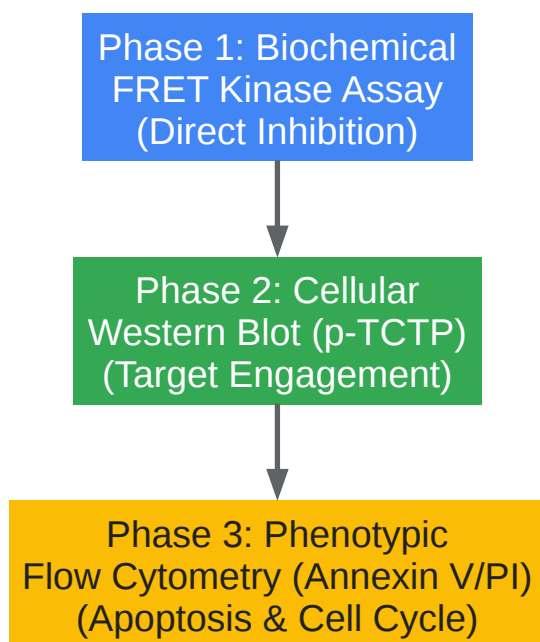 Phase 1: Biochemical
FRET Kinase Assay
(Direct Inhibition)
Phase 2: Cellular
Western Blot (p-TCTP)
(Target Engagement)
Phase 3: Phenotypic
Flow Cytometry (Annexin V/PI)
(Apoptosis & Cell Cycle)